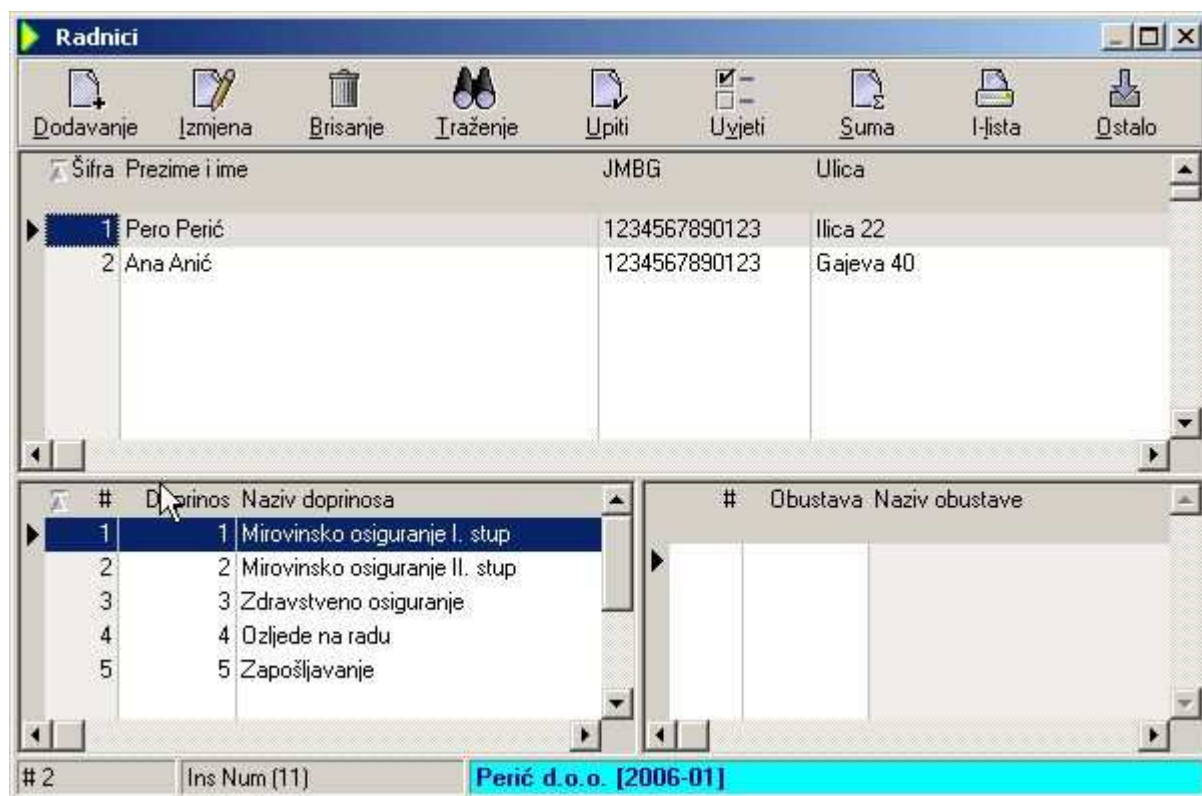 Radnici
Dodavanje Izmjena Brisanje Traženje Upiti Uvjeti Suma I-lista Ostalo
Šifra Prezime i ime JMBG Ulica
1 Pero Perić 1234567890123 Ilica 22
2 Ana Anić 1234567890123 Gajeva 40
# Doprinos Naziv doprinosa # Obustava Naziv obustave
1 1 Mirovinsko osiguranje I. stup
2 2 Mirovinsko osiguranje II. stup
3 3 Zdravstveno osiguranje
4 4 Ozljede na radu
5 5 Zapošljavanje
# 2 Ins Num (11) Perić d.o.o. [2006-01]